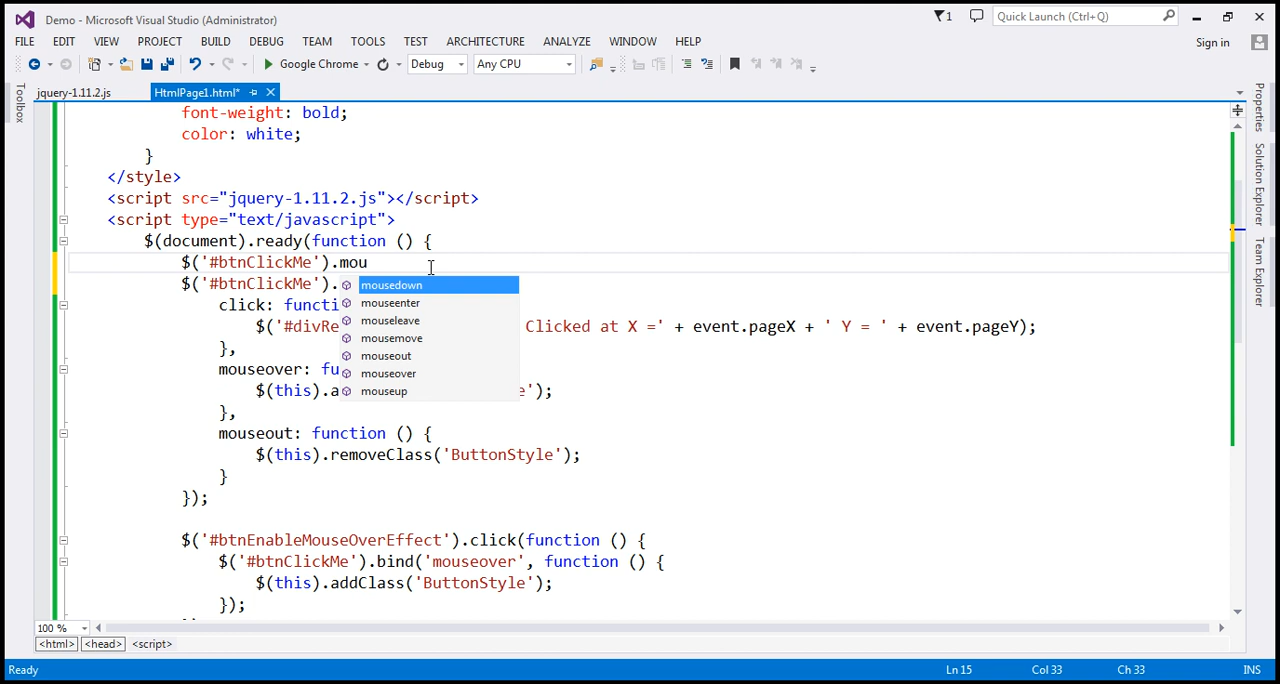 Demo - Microsoft Visual Studio (Administrator)
1
Quick Launch (Ctrl+Q)
FILE EDIT VIEW PROJECT BUILD DEBUG TEAM TOOLS TEST ARCHITECTURE ANALYZE WINDOW HELP
Sign in
Google Chrome Debug Any CPU
Toolbox
jquery-1.11.2.js HtmlPage1.html*
Properties
Solution Explorer
Team Explorer
font-weight: bold;
color: white;
}
</style>
<script src="jquery-1.11.2.js"></script>
<script type="text/javascript">
$(document).ready(function () {
$('#btnClickMe').mou
$('#btnClickMe').
mousedown
mouseenter
mouseleave
mousemove
mouseout
mouseover
mouseup
click: functi
$('#divRe Clicked at X =' + event.pageX + ' Y = ' + event.pageY);
},
mouseover: fu
$(this).a e');
},
mouseout: function () {
$(this).removeClass('ButtonStyle');
}
});
$('#btnEnableMouseOverEffect').click(function () {
$('#btnClickMe').bind('mouseover', function () {
$(this).addClass('ButtonStyle');
});
100 %
<html> <head> <script>
Ready Ln 15 Col 33 Ch 33 INS